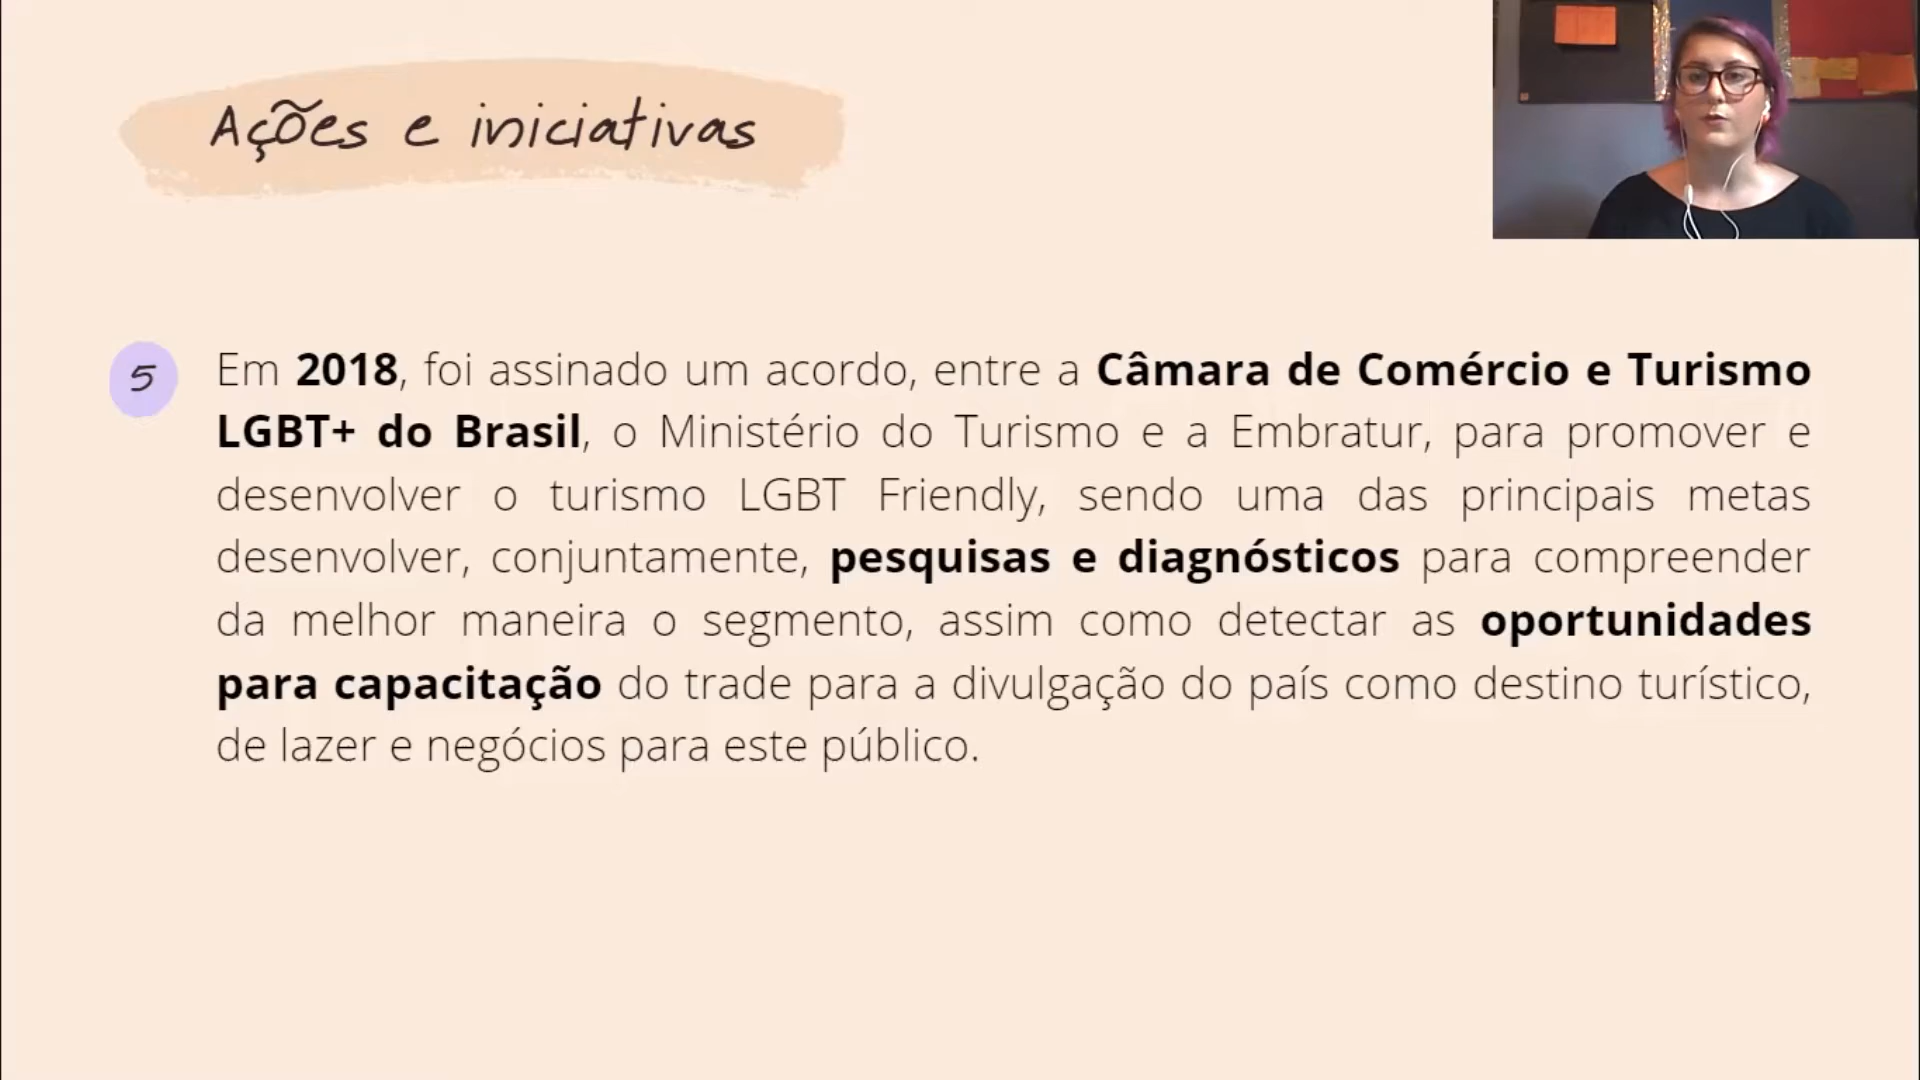 Ações e iniciativas
5
Em 2018, foi assinado um acordo, entre a Câmara de Comércio e Turismo
LGBT+ do Brasil, o Ministério do Turismo e a Embratur, para promover e
desenvolver o turismo LGBT Friendly, sendo uma das principais metas
desenvolver, conjuntamente, pesquisas e diagnósticos para compreender
da melhor maneira o segmento, assim como detectar as oportunidades
para capacitação do trade para a divulgação do país como destino turístico,
de lazer e negócios para este público.